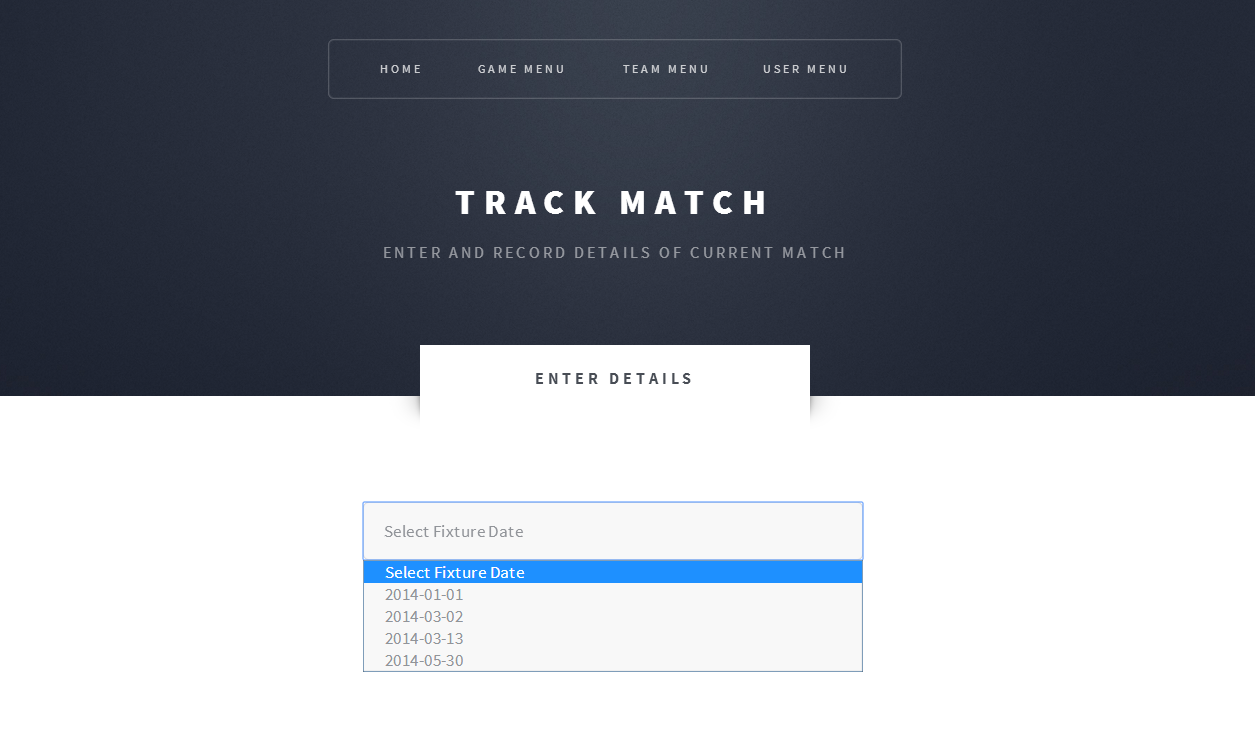 HOME GAME MENU TEAM MENU USER MENU
TRACK MATCH
ENTER AND RECORD DETAILS OF CURRENT MATCH
ENTER DETAILS
Select Fixture Date
Select Fixture Date
2014-01-01
2014-03-02
2014-03-13
2014-05-30